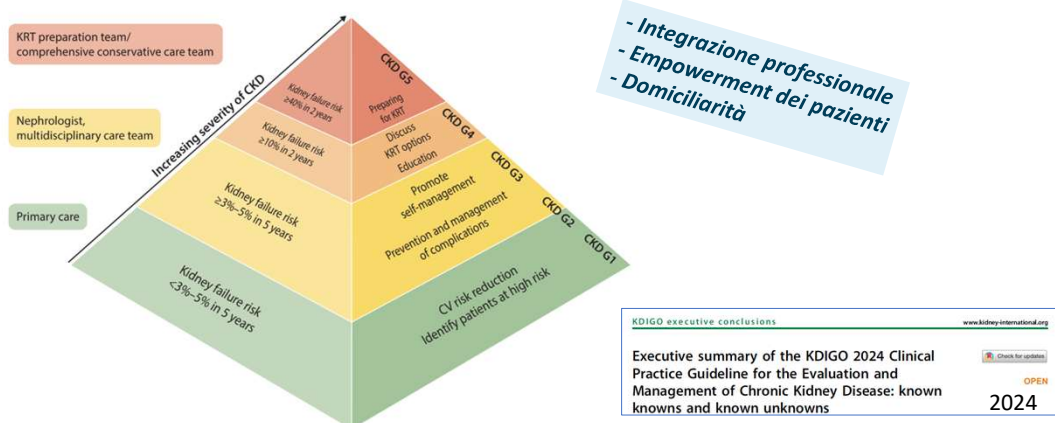 KRT preparation team/
comprehensive conservative care team
Nephrologist,
multidisciplinary care team
Primary care
Increasing severity of CKD
Kidney failure risk
≥40% in 2 years
Kidney failure risk
≥10% in 2 years
Kidney failure risk
≥3%–5% in 5 years
Kidney failure risk
<3%–5% in 5 years
CKD G5
Preparing
for KRT
CKD G4
Discuss
KRT options
Education
CKD G3
Promote
self-management
Prevention and management
of complications
CKD G2
CKD G1
CV risk reduction
Identify patients at high risk
- Integrazione professionale
- Empowerment dei pazienti
- Domiciliarità
KDIGO executive conclusions
www.kidney-international.org
Executive summary of the KDIGO 2024 Clinical
Practice Guideline for the Evaluation and
Management of Chronic Kidney Disease: known
knowns and known unknowns
Check for updates
OPEN
2024